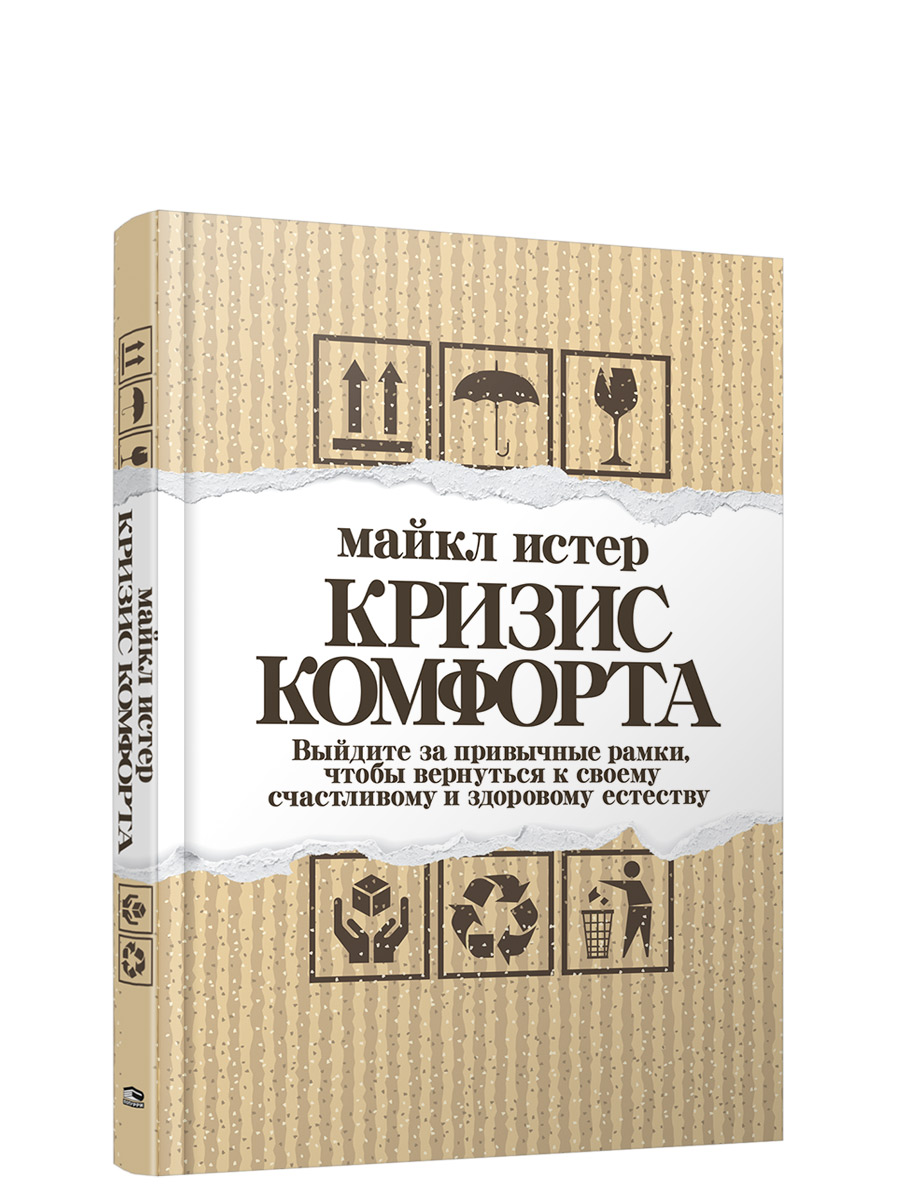 майкл истер
КРИЗИС
КОМФОРТА
Выйдите за привычные рамки,
чтобы вернуться к своему
счастливому и здоровому естеству
майкл истер
КРИЗИС КОМФОРТА